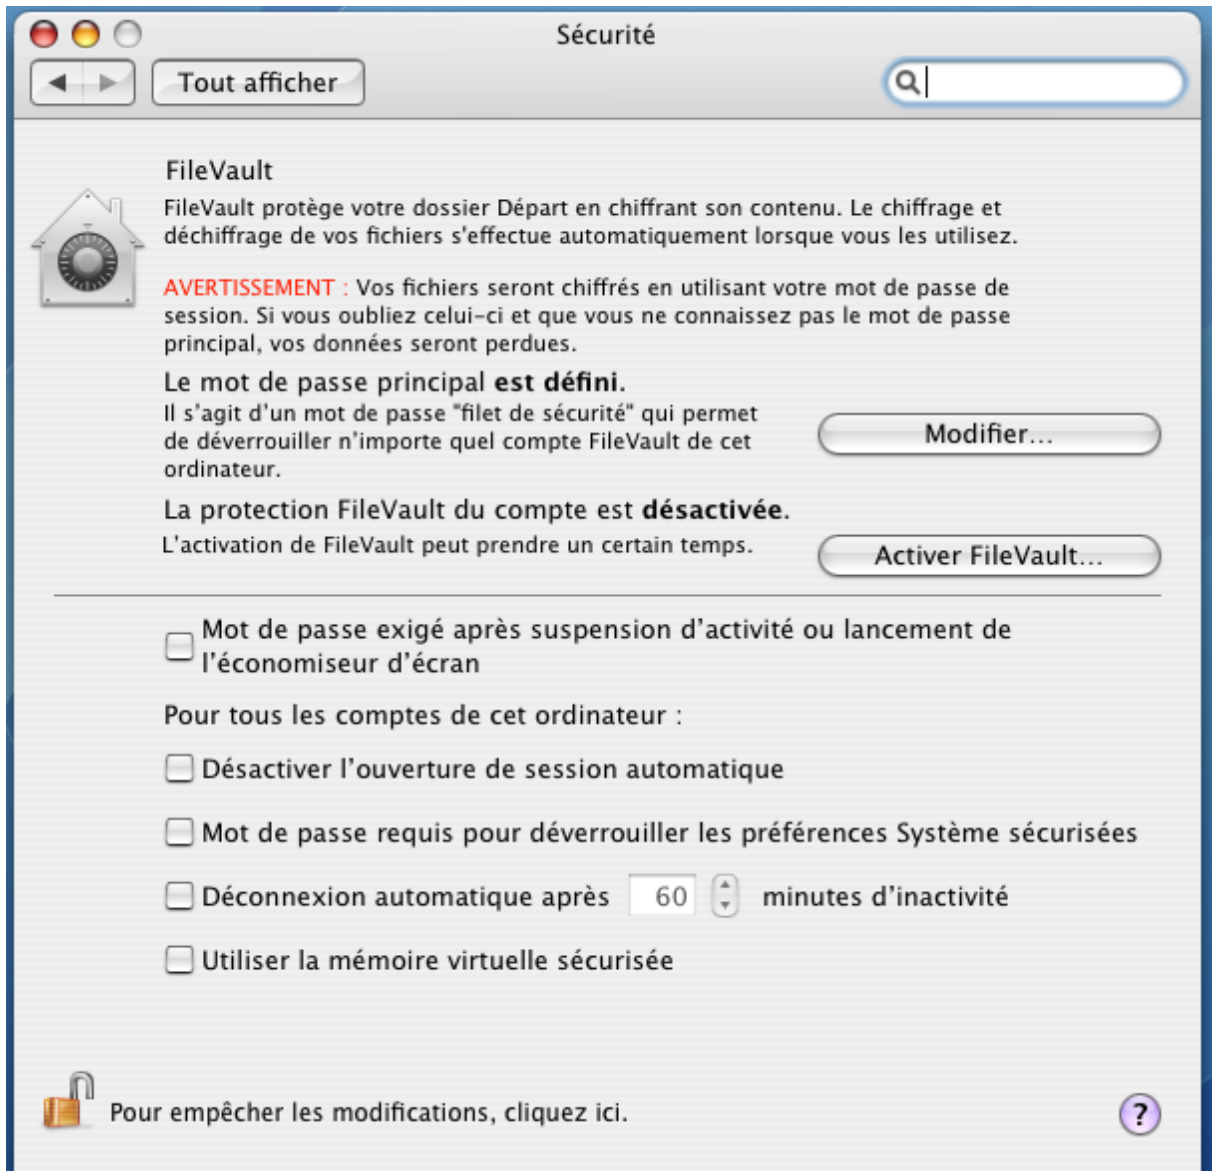 Sécurité
Tout afficher
FileVault
FileVault protège votre dossier Départ en chiffrant son contenu. Le chiffrage et
déchiffrage de vos fichiers s'effectue automatiquement lorsque vous les utilisez.
AVERTISSEMENT : Vos fichiers seront chiffrés en utilisant votre mot de passe de
session. Si vous oubliez celui-ci et que vous ne connaissez pas le mot de passe
principal, vos données seront perdues.
Le mot de passe principal est défini.
Il s’agit d’un mot de passe "filet de sécurité" qui permet
de déverrouiller n’importe quel compte FileVault de cet
ordinateur.
Modifier...
La protection FileVault du compte est désactivée.
L’activation de FileVault peut prendre un certain temps.
Activer FileVault...
Mot de passe exigé après suspension d’activité ou lancement de
l’économiseur d’écran
Pour tous les comptes de cet ordinateur :
Désactiver l’ouverture de session automatique
Mot de passe requis pour déverrouiller les préférences Système sécurisées
Déconnexion automatique après 60 minutes d’inactivité
Utiliser la mémoire virtuelle sécurisée
Pour empêcher les modifications, cliquez ici.
?